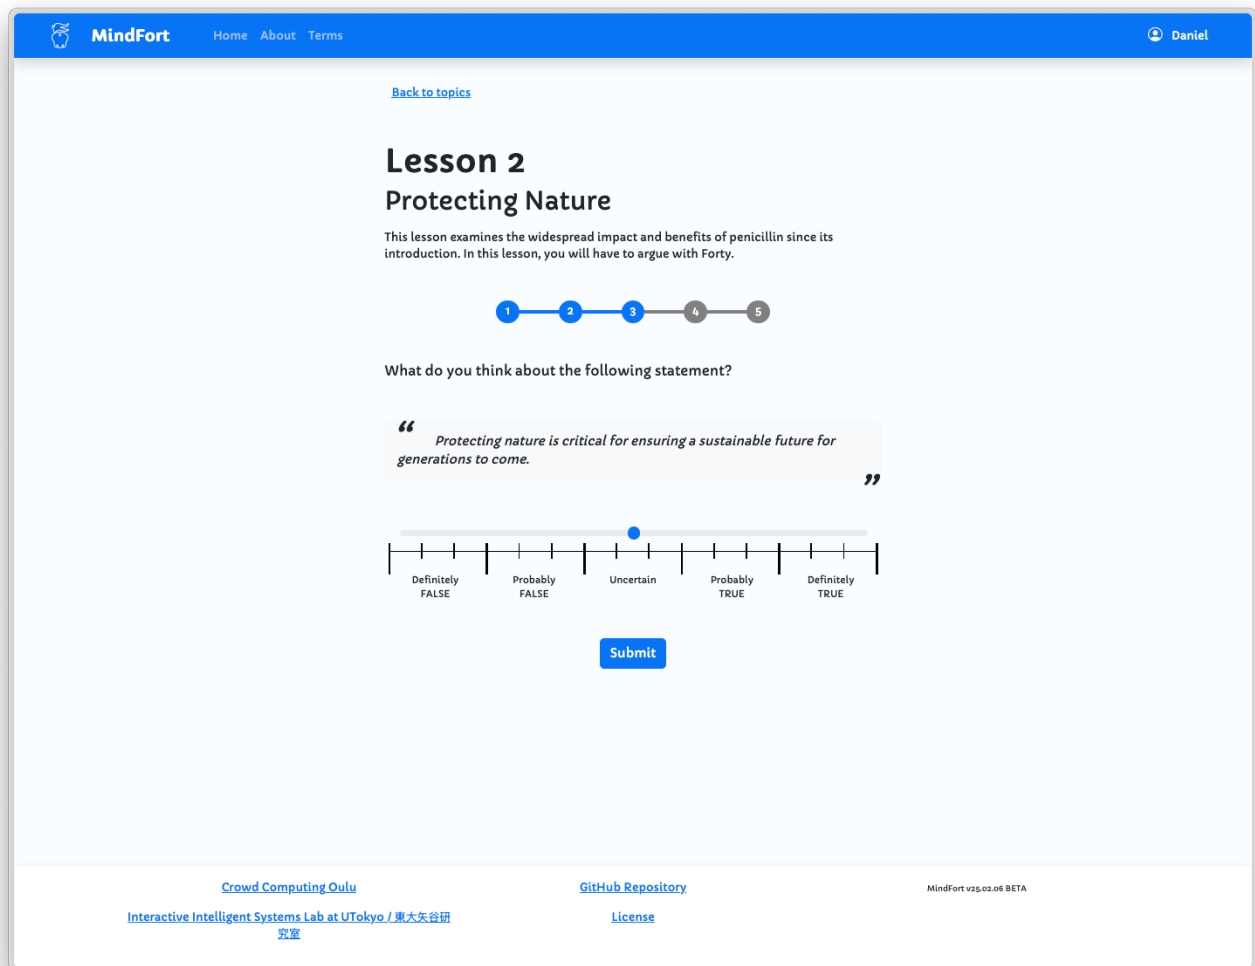 MindFort Home About Terms Daniel
Back to topics
Lesson 2
Protecting Nature
This lesson examines the widespread impact and benefits of penicillin since its
introduction. In this lesson, you will have to argue with Forty.
1 2 3 4 5
What do you think about the following statement?
“ Protecting nature is critical for ensuring a sustainable future for
generations to come. ”
Definitely Probably Uncertain Probably Definitely
FALSE FALSE TRUE TRUE
Submit
Crowd Computing Oulu GitHub Repository MindFort v25.02.06 BETA
Interactive Intelligent Systems Lab at UTokyo / 東大矢谷研 License
究室